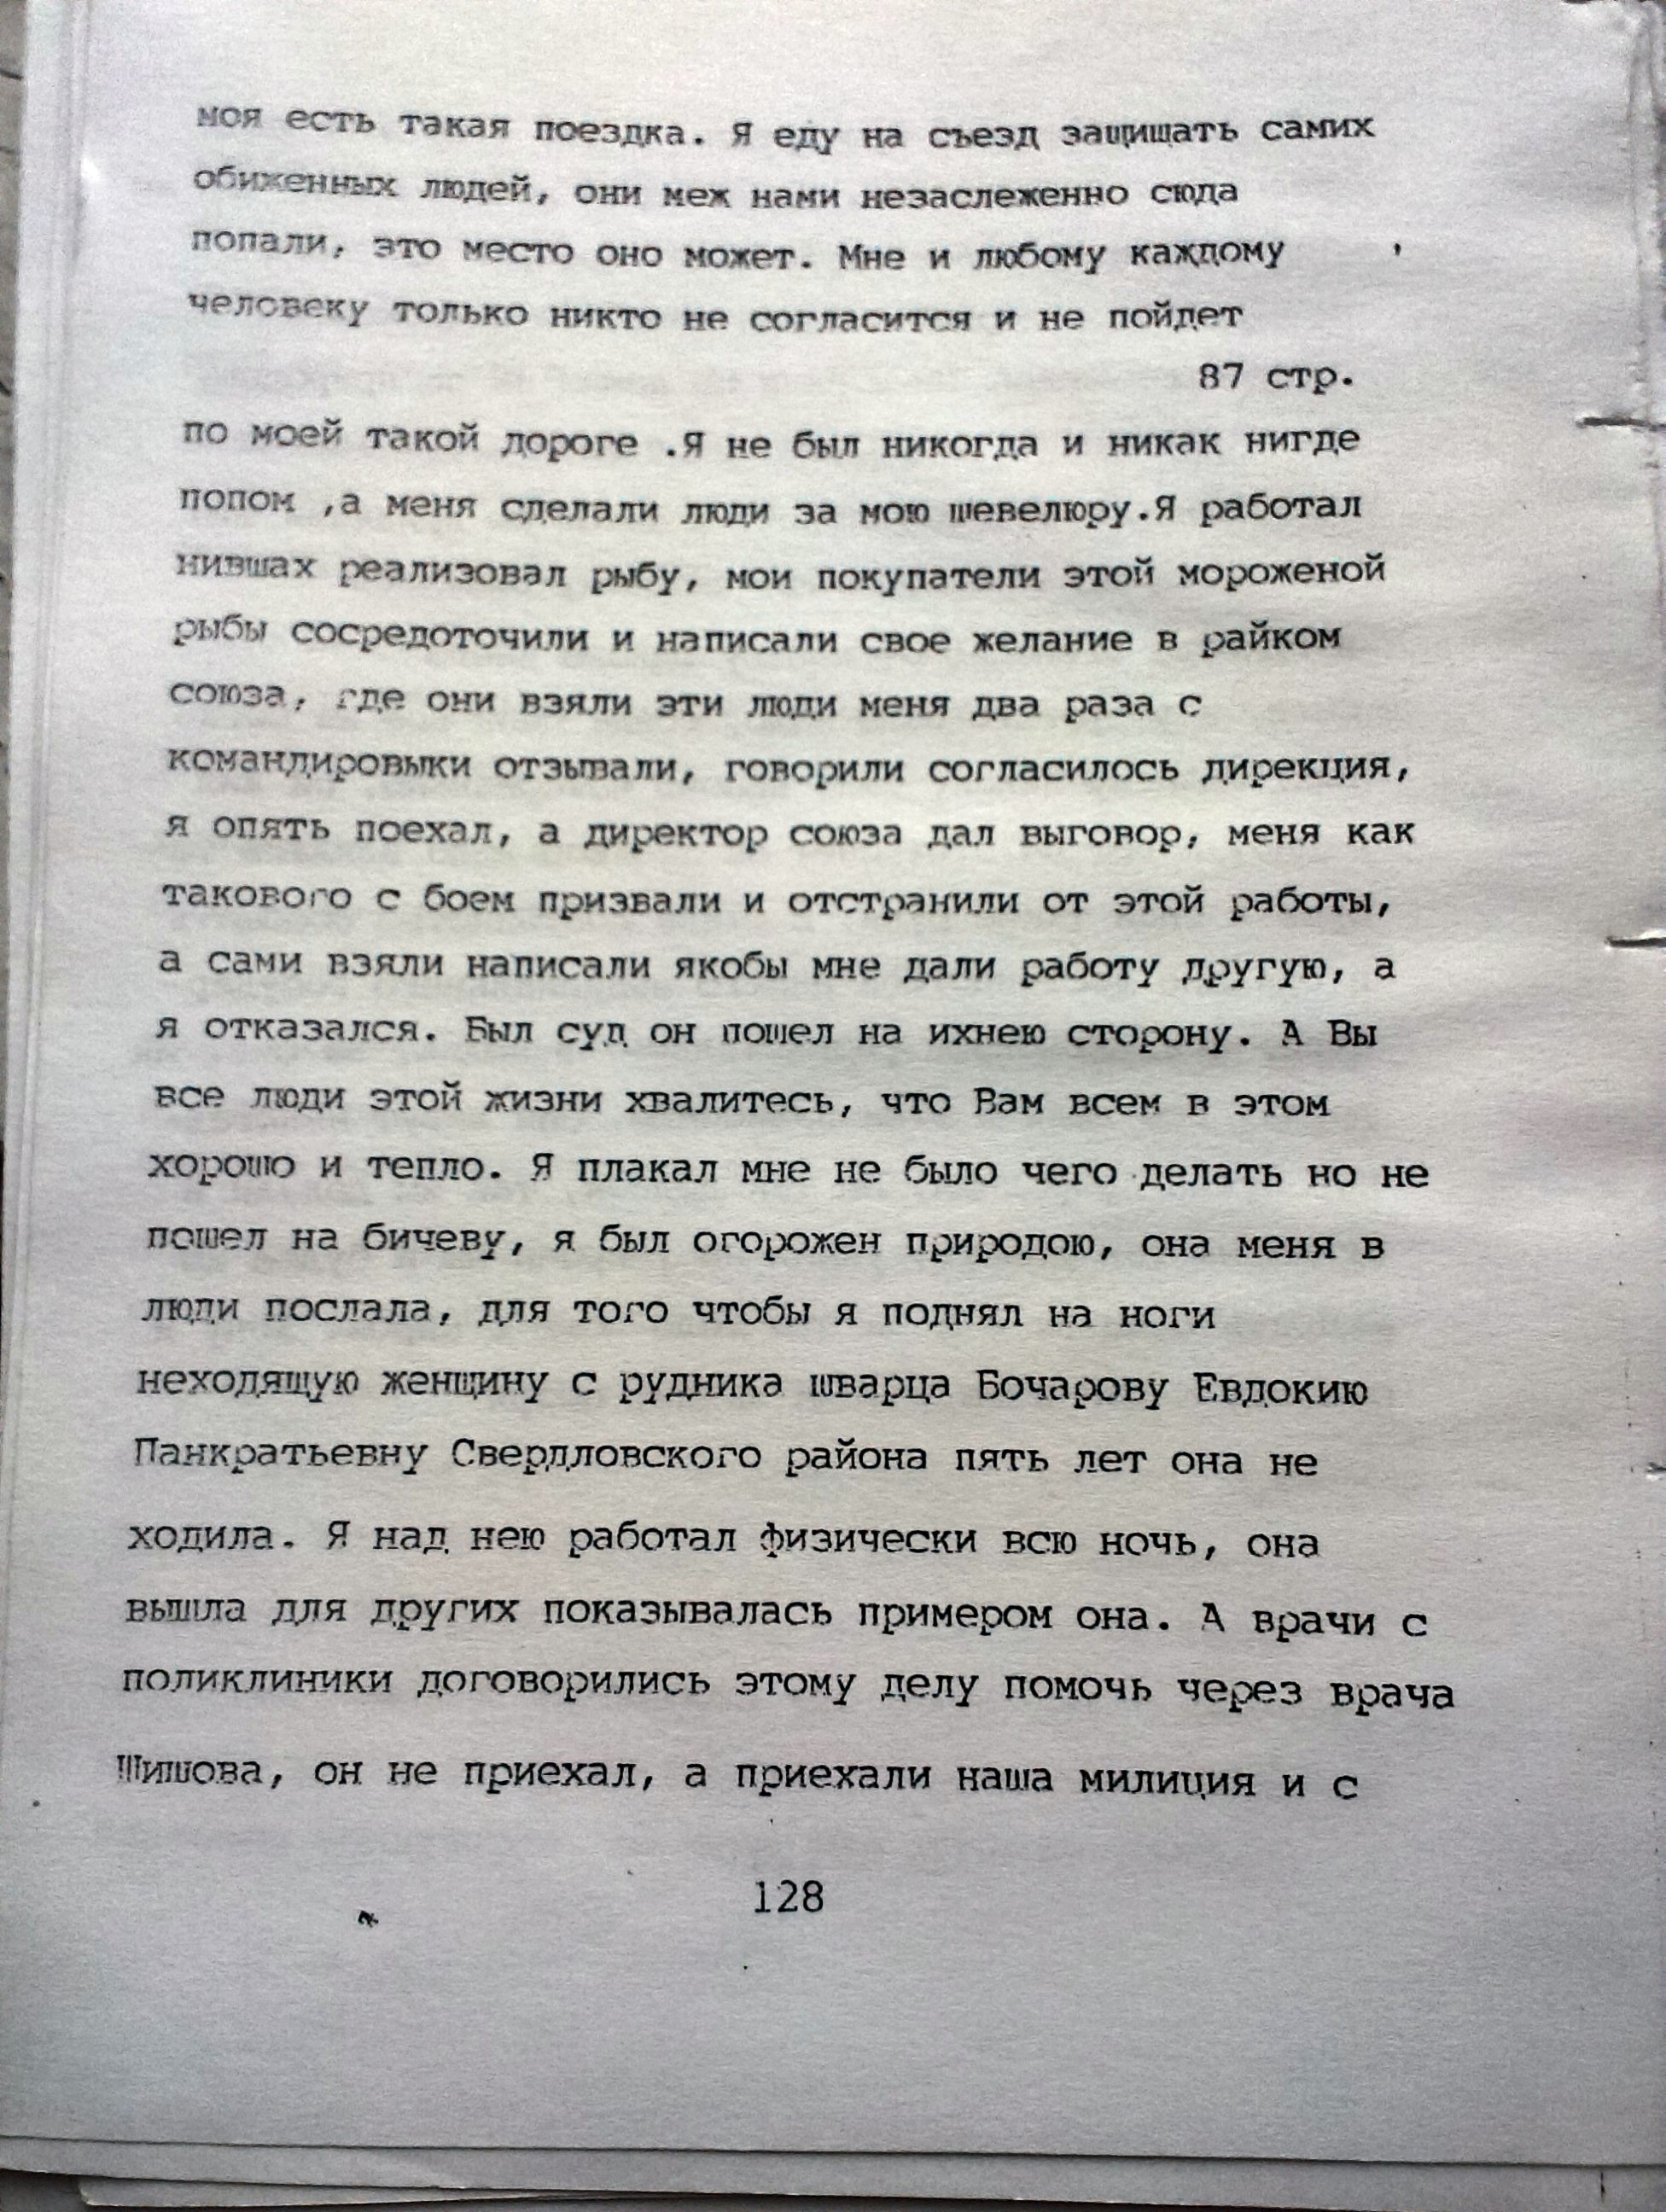 моя есть такая поездка. Я еду на съезд защищать самих
обиженных людей, они меж нами незаслеженно сюда
попали, это место оно может. Мне и любому каждому
человеку только никто не согласится и не пойдет
87 стр.
по моей такой дороге .Я не был никогда и никак нигде
попом ,а меня сделали люди за мою шевелюру.Я работал
нившах реализовал рыбу, мои покупатели этой мороженой
рыбы сосредоточили и написали свое желание в райком
союза, где они взяли эти люди меня два раза с
командировыки отзывали, говорили согласилось дирекция,
я опять поехал, а директор союза дал выговор, меня как
такового с боем призвали и отстранили от этой работы,
а сами взяли написали якобы мне дали работу другую, а
я отказался. Был суд он пошел на ихнею сторону. А Вы
все люди этой жизни хвалитесь, что Вам всем в этом
хорошо и тепло. Я плакал мне не было чего делать но не
пошел на бичеву, я был огорожен природою, она меня в
люди послала, для того чтобы я поднял на ноги
неходящую женщину с рудника шварца Бочарову Евдокию
Панкратьевну Свердловского района пять лет она не
ходила. Я над нею работал физически всю ночь, она
вышла для других показывалась примером она. А врачи с
поликлиники договорились этому делу помочь через врача
Шишова, он не приехал, а приехали наша милиция и с
128